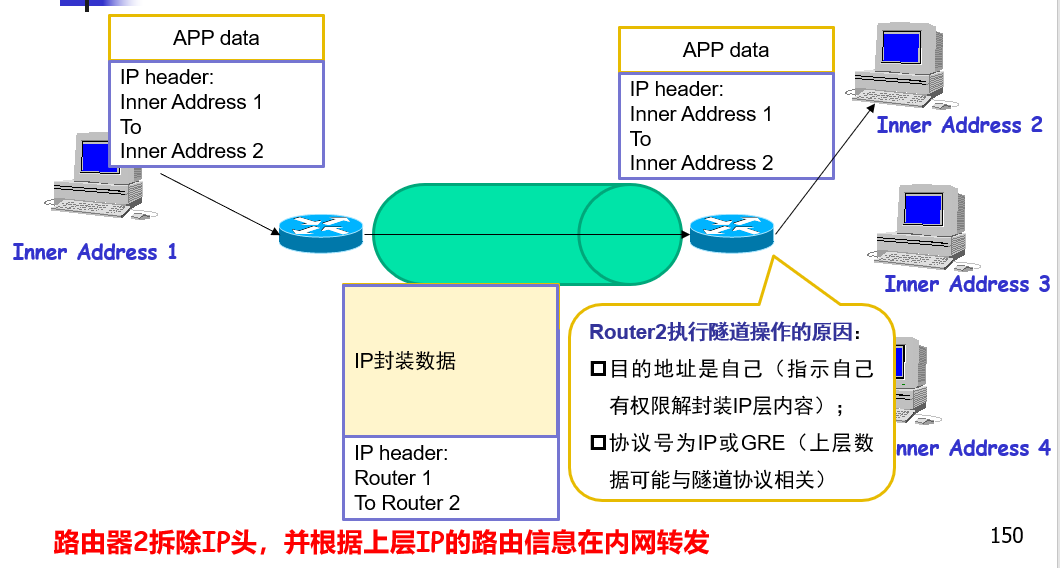 APP data
IP header:
Inner Address 1
To
Inner Address 2
Inner Address 1
APP data
IP header:
Inner Address 1
To
Inner Address 2
Inner Address 2
Inner Address 3
nner Address 4
IP封装数据
IP header:
Router 1
To Router 2
Router2执行隧道操作的原因：
目的地址是自己（指示自己
有权限解封装IP层内容）；
协议号为IP或GRE（上层数
据可能与隧道协议相关）
路由器2拆除IP头，并根据上层IP的路由信息在内网转发
150